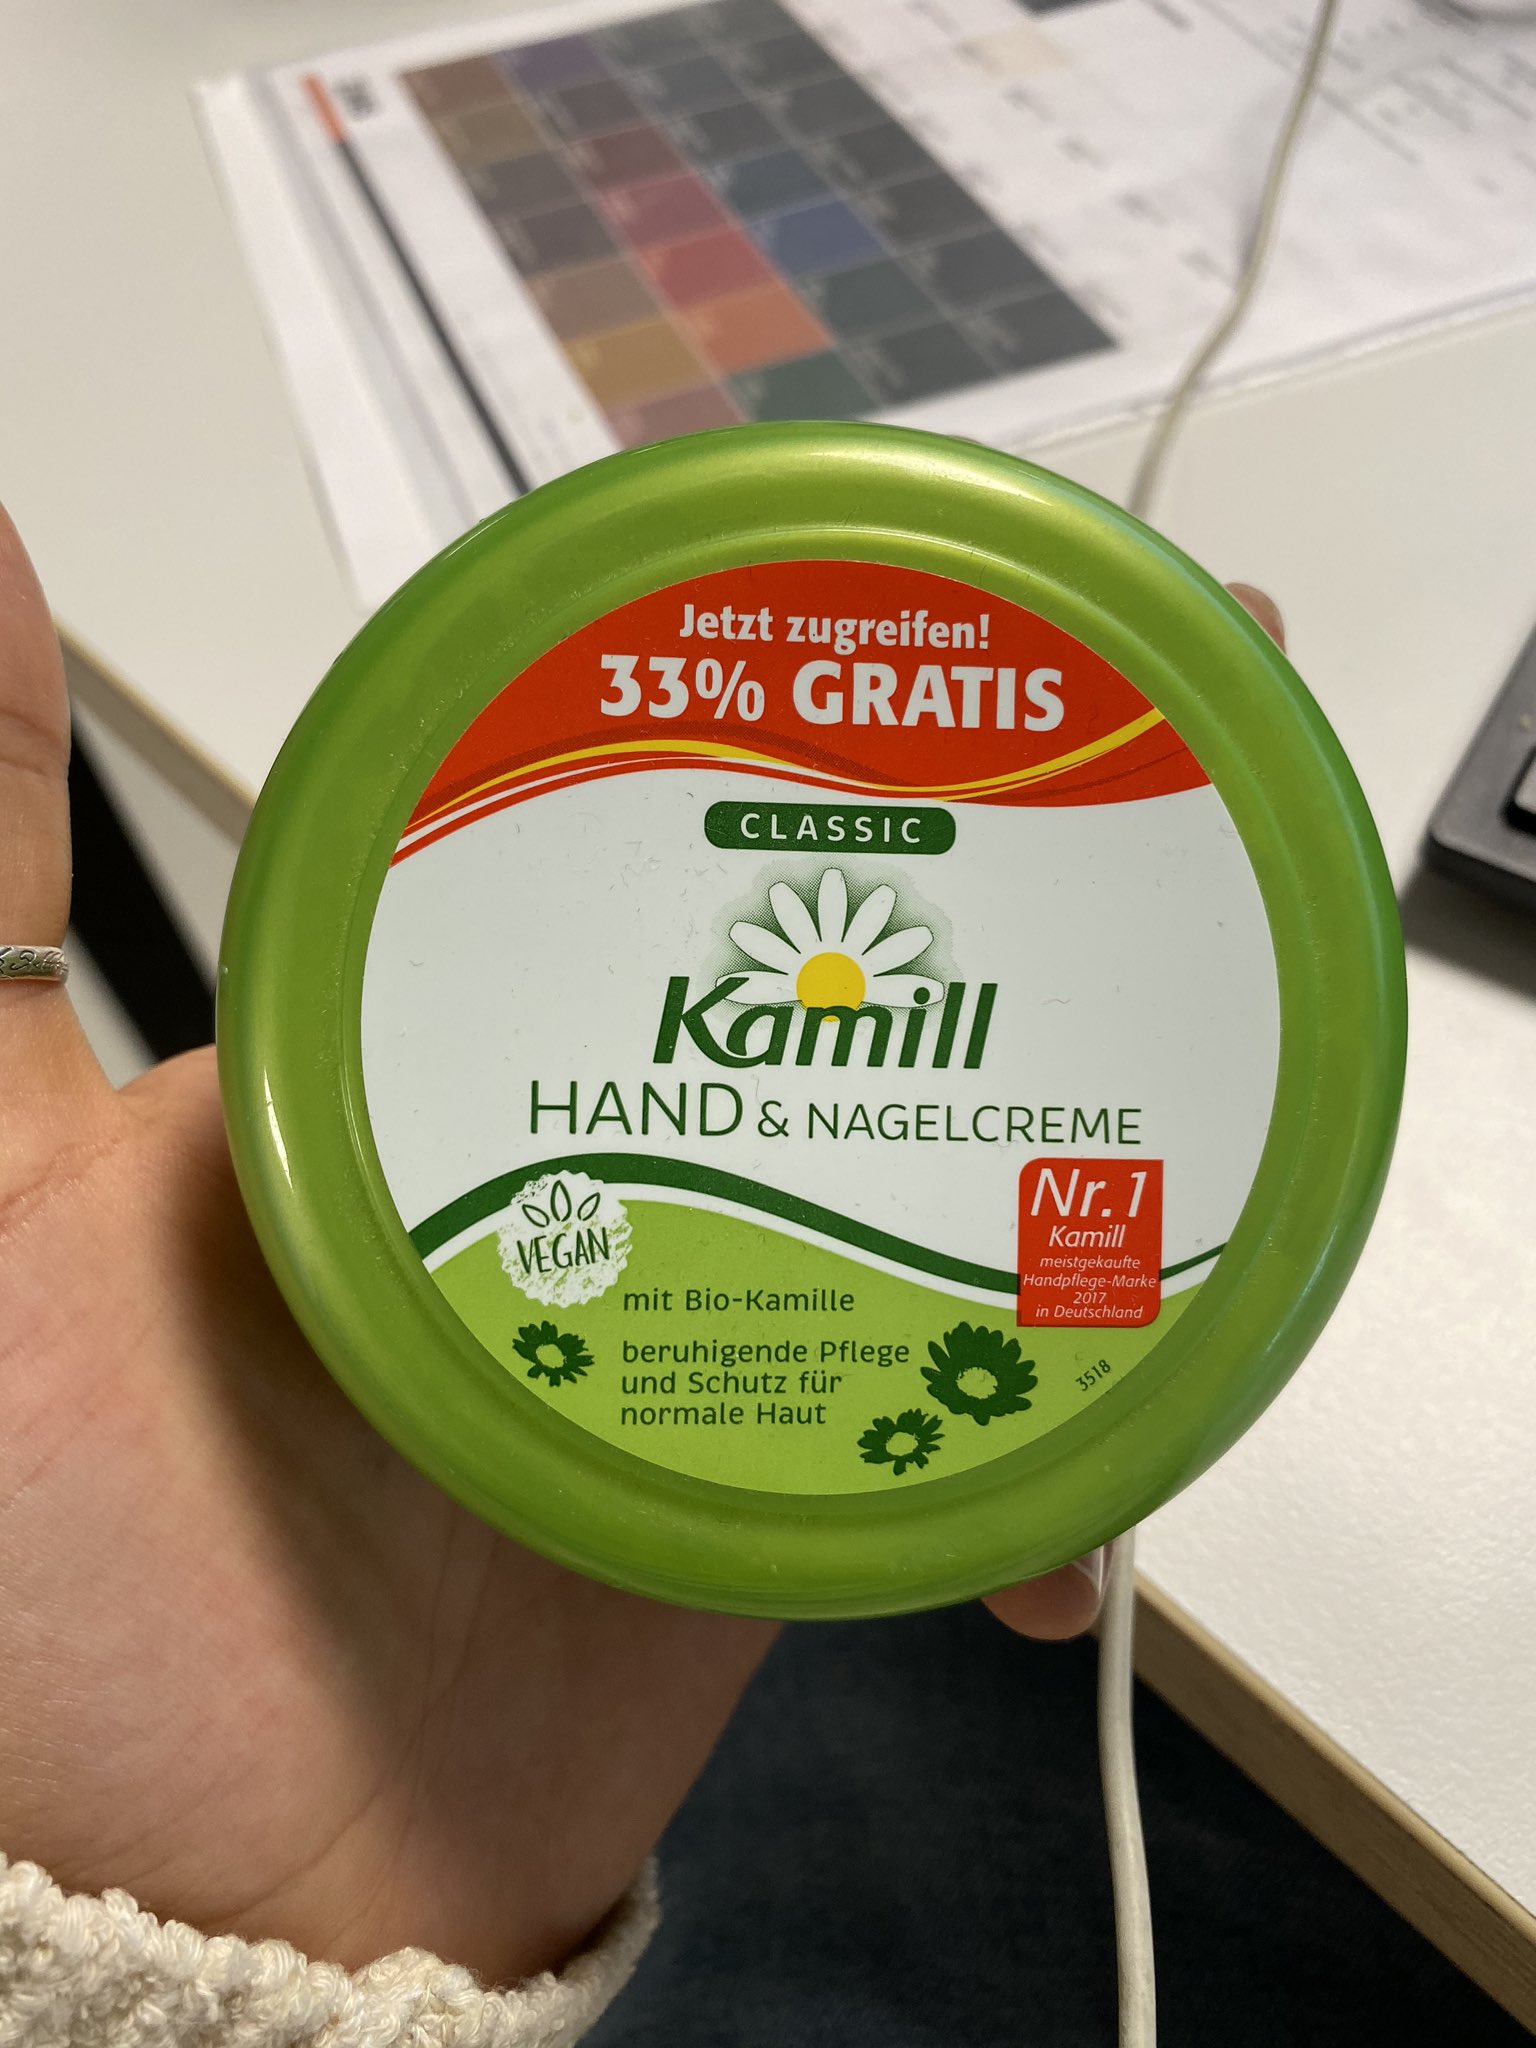 Jetzt zugreifen!
33% GRATIS
CLASSIC
Kamill
HAND & NAGELCREME
VEGAN
Nr.1
Kamill
meistgekaufte
Handpflege-Marke
2017
in Deutschland
mit Bio-Kamille
beruhigende Pflege
und Schutz für
normale Haut
3518